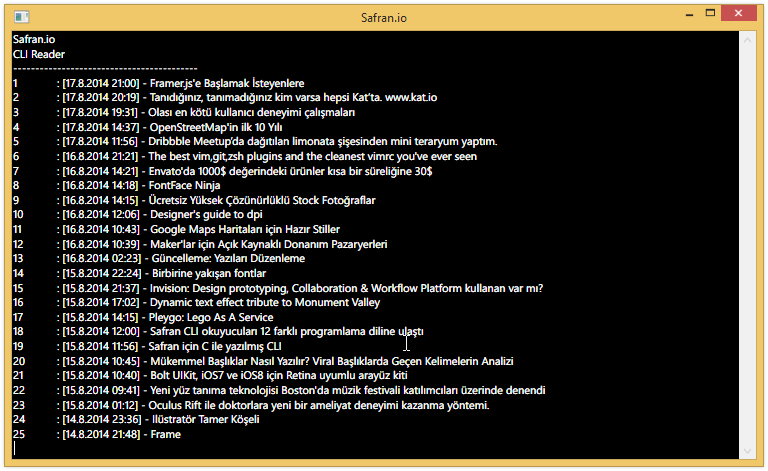 Safran.io
Safran.io
CLI Reader
------------------------------------------
1 : [17.8.2014 21:00] - Framer.js'e Başlamak İsteyenlere
2 : [17.8.2014 20:19] - Tanıdığınız, tanımadığınız kim varsa hepsi Kat'ta. www.kat.io
3 : [17.8.2014 19:31] - Olası en kötü kullanıcı deneyimi çalışmaları
4 : [17.8.2014 14:37] - OpenStreetMap'in ilk 10 Yılı
5 : [17.8.2014 11:56] - Dribbble Meetup'da dağıtılan limonata şişesinden mini teraryum yaptım.
6 : [16.8.2014 21:21] - The best vim,git,zsh plugins and the cleanest vimrc you've ever seen
7 : [16.8.2014 14:21] - Envato'da 1000$ değerindeki ürünler kısa bir süreliğine 30$
8 : [16.8.2014 14:18] - FontFace Ninja
9 : [16.8.2014 14:15] - Ücretsiz Yüksek Çözünürlüklü Stock Fotoğraflar
10 : [16.8.2014 12:06] - Designer's guide to dpi
11 : [16.8.2014 10:43] - Google Maps Haritaları için Hazır Stiller
12 : [16.8.2014 10:39] - Maker'lar için Açık Kaynaklı Donanım Pazaryerleri
13 : [16.8.2014 02:23] - Güncelleme: Yazıları Düzenleme
14 : [15.8.2014 22:24] - Birbirine yakışan fontlar
15 : [15.8.2014 21:37] - Invision: Design prototyping, Collaboration & Workflow Platform kullanan var mı?
16 : [15.8.2014 17:02] - Dynamic text effect tribute to Monument Valley
17 : [15.8.2014 14:15] - Pleygo: Lego As A Service
18 : [15.8.2014 12:00] - Safran CLI okuyucuları 12 farklı programlama diline ulaştı
19 : [15.8.2014 11:56] - Safran için C ile yazılmış CLI
20 : [15.8.2014 10:45] - Mükemmel Başlıklar Nasıl Yazılır? Viral Başlıklarda Geçen Kelimelerin Analizi
21 : [15.8.2014 10:40] - Bolt UIKit, iOS7 ve iOS8 için Retina uyumlu arayüz kiti
22 : [15.8.2014 09:41] - Yeni yüz tanıma teknolojisi Boston'da müzik festivali katılımcıları üzerinde denendi
23 : [15.8.2014 01:12] - Oculus Rift ile doktorlara yeni bir ameliyat deneyimi kazanma yöntemi.
24 : [14.8.2014 23:36] - Ilüstratör Tamer Köşeli
25 : [14.8.2014 21:48] - Frame